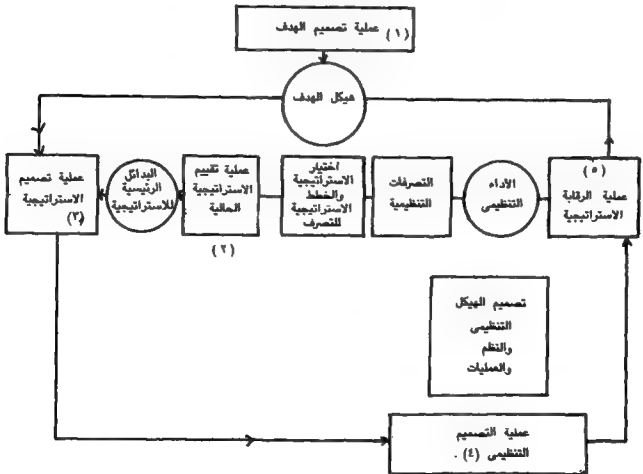 عملية تصميم الهدف (١)
هيكل الهدف
(٥)
عملية الرقابة
الاستراتيجية
الأداء
التنظيمى
التصرفات
التنظيمية
اختيار
الاستراتيجية
والخطط
الاستراتيجية
للتصرف
عملية تقييم
الاستراتيجية
الحالية
(٢)
البدائل
الرئيسية
للاستراتيجية
عملية تصميم
الاستراتيجية
(٣)
تصميم الهيكل
التنظيمى
والنظم
والعمليات
عملية التصميم
التنظيمى (٤) .